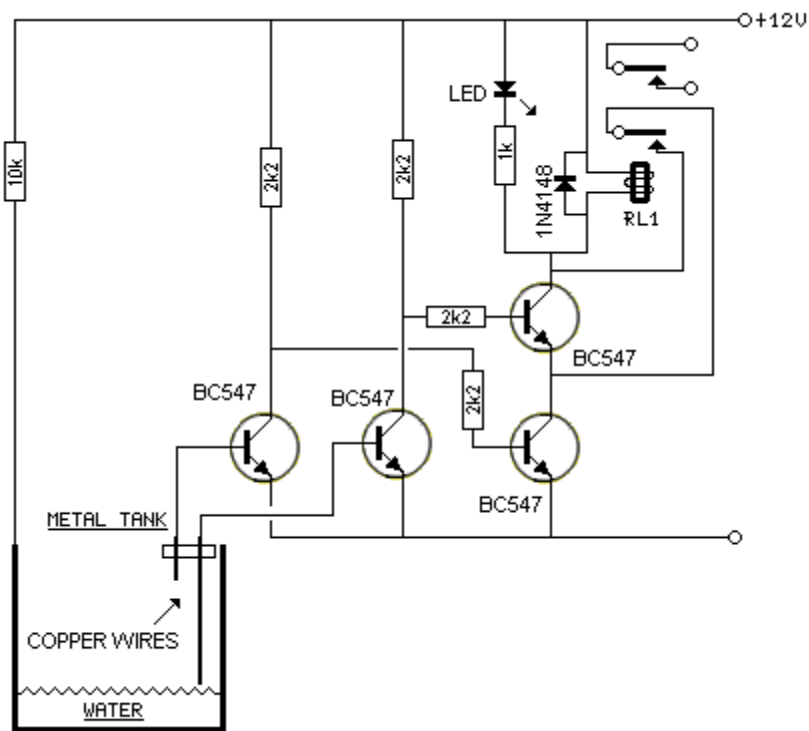 +12V
LED
10k
2k2
2k2
1k
1N4148
RL1
2k2
BC547
BC547
BC547
2k2
BC547
METAL TANK
COPPER WIRES
WATER